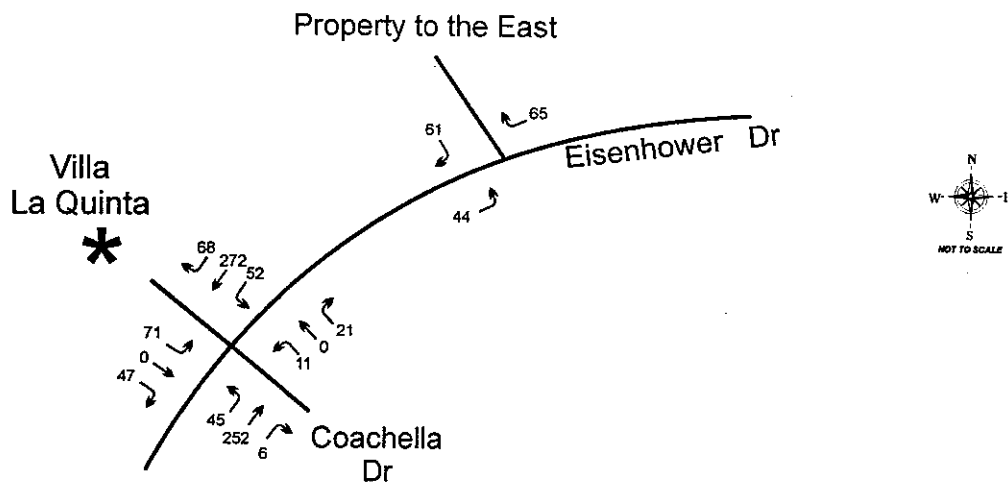 Property to the East
65
61
Eisenhower Dr
Villa
La Quinta
*
44
68
272
52
21
0
11
71
0
47
45
252
6
Coachella
Dr
N
W
S
NOT TO SCALE